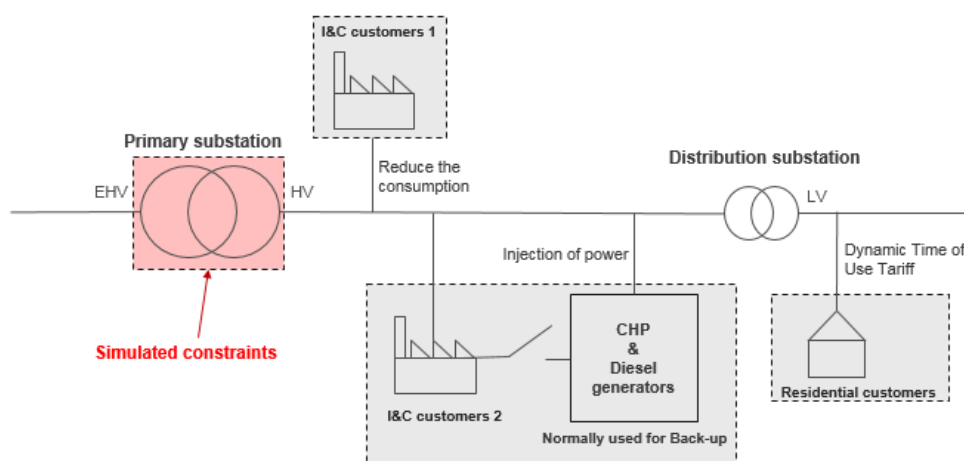 I&C customers 1
Primary substation
EHV
HV
Reduce the
consumption
Distribution substation
LV
Injection of power
Dynamic Time of
Use Tariff
Simulated constraints
CHP
&
Diesel
generators
I&C customers 2
Normally used for Back-up
Residential customers